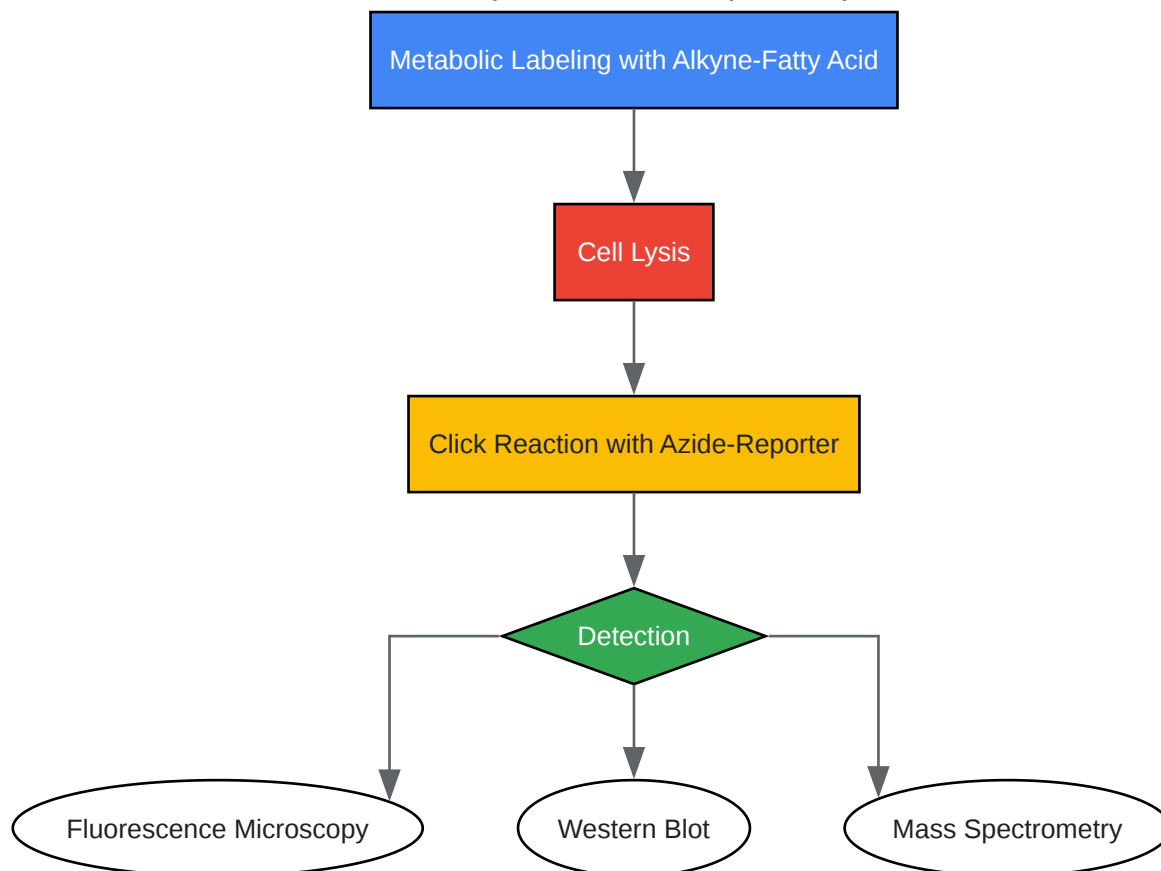 Metabolic Labeling with Alkyne-Fatty Acid
Cell Lysis
Click Reaction with Azide-Reporter
Detection
Fluorescence Microscopy
Western Blot
Mass Spectrometry